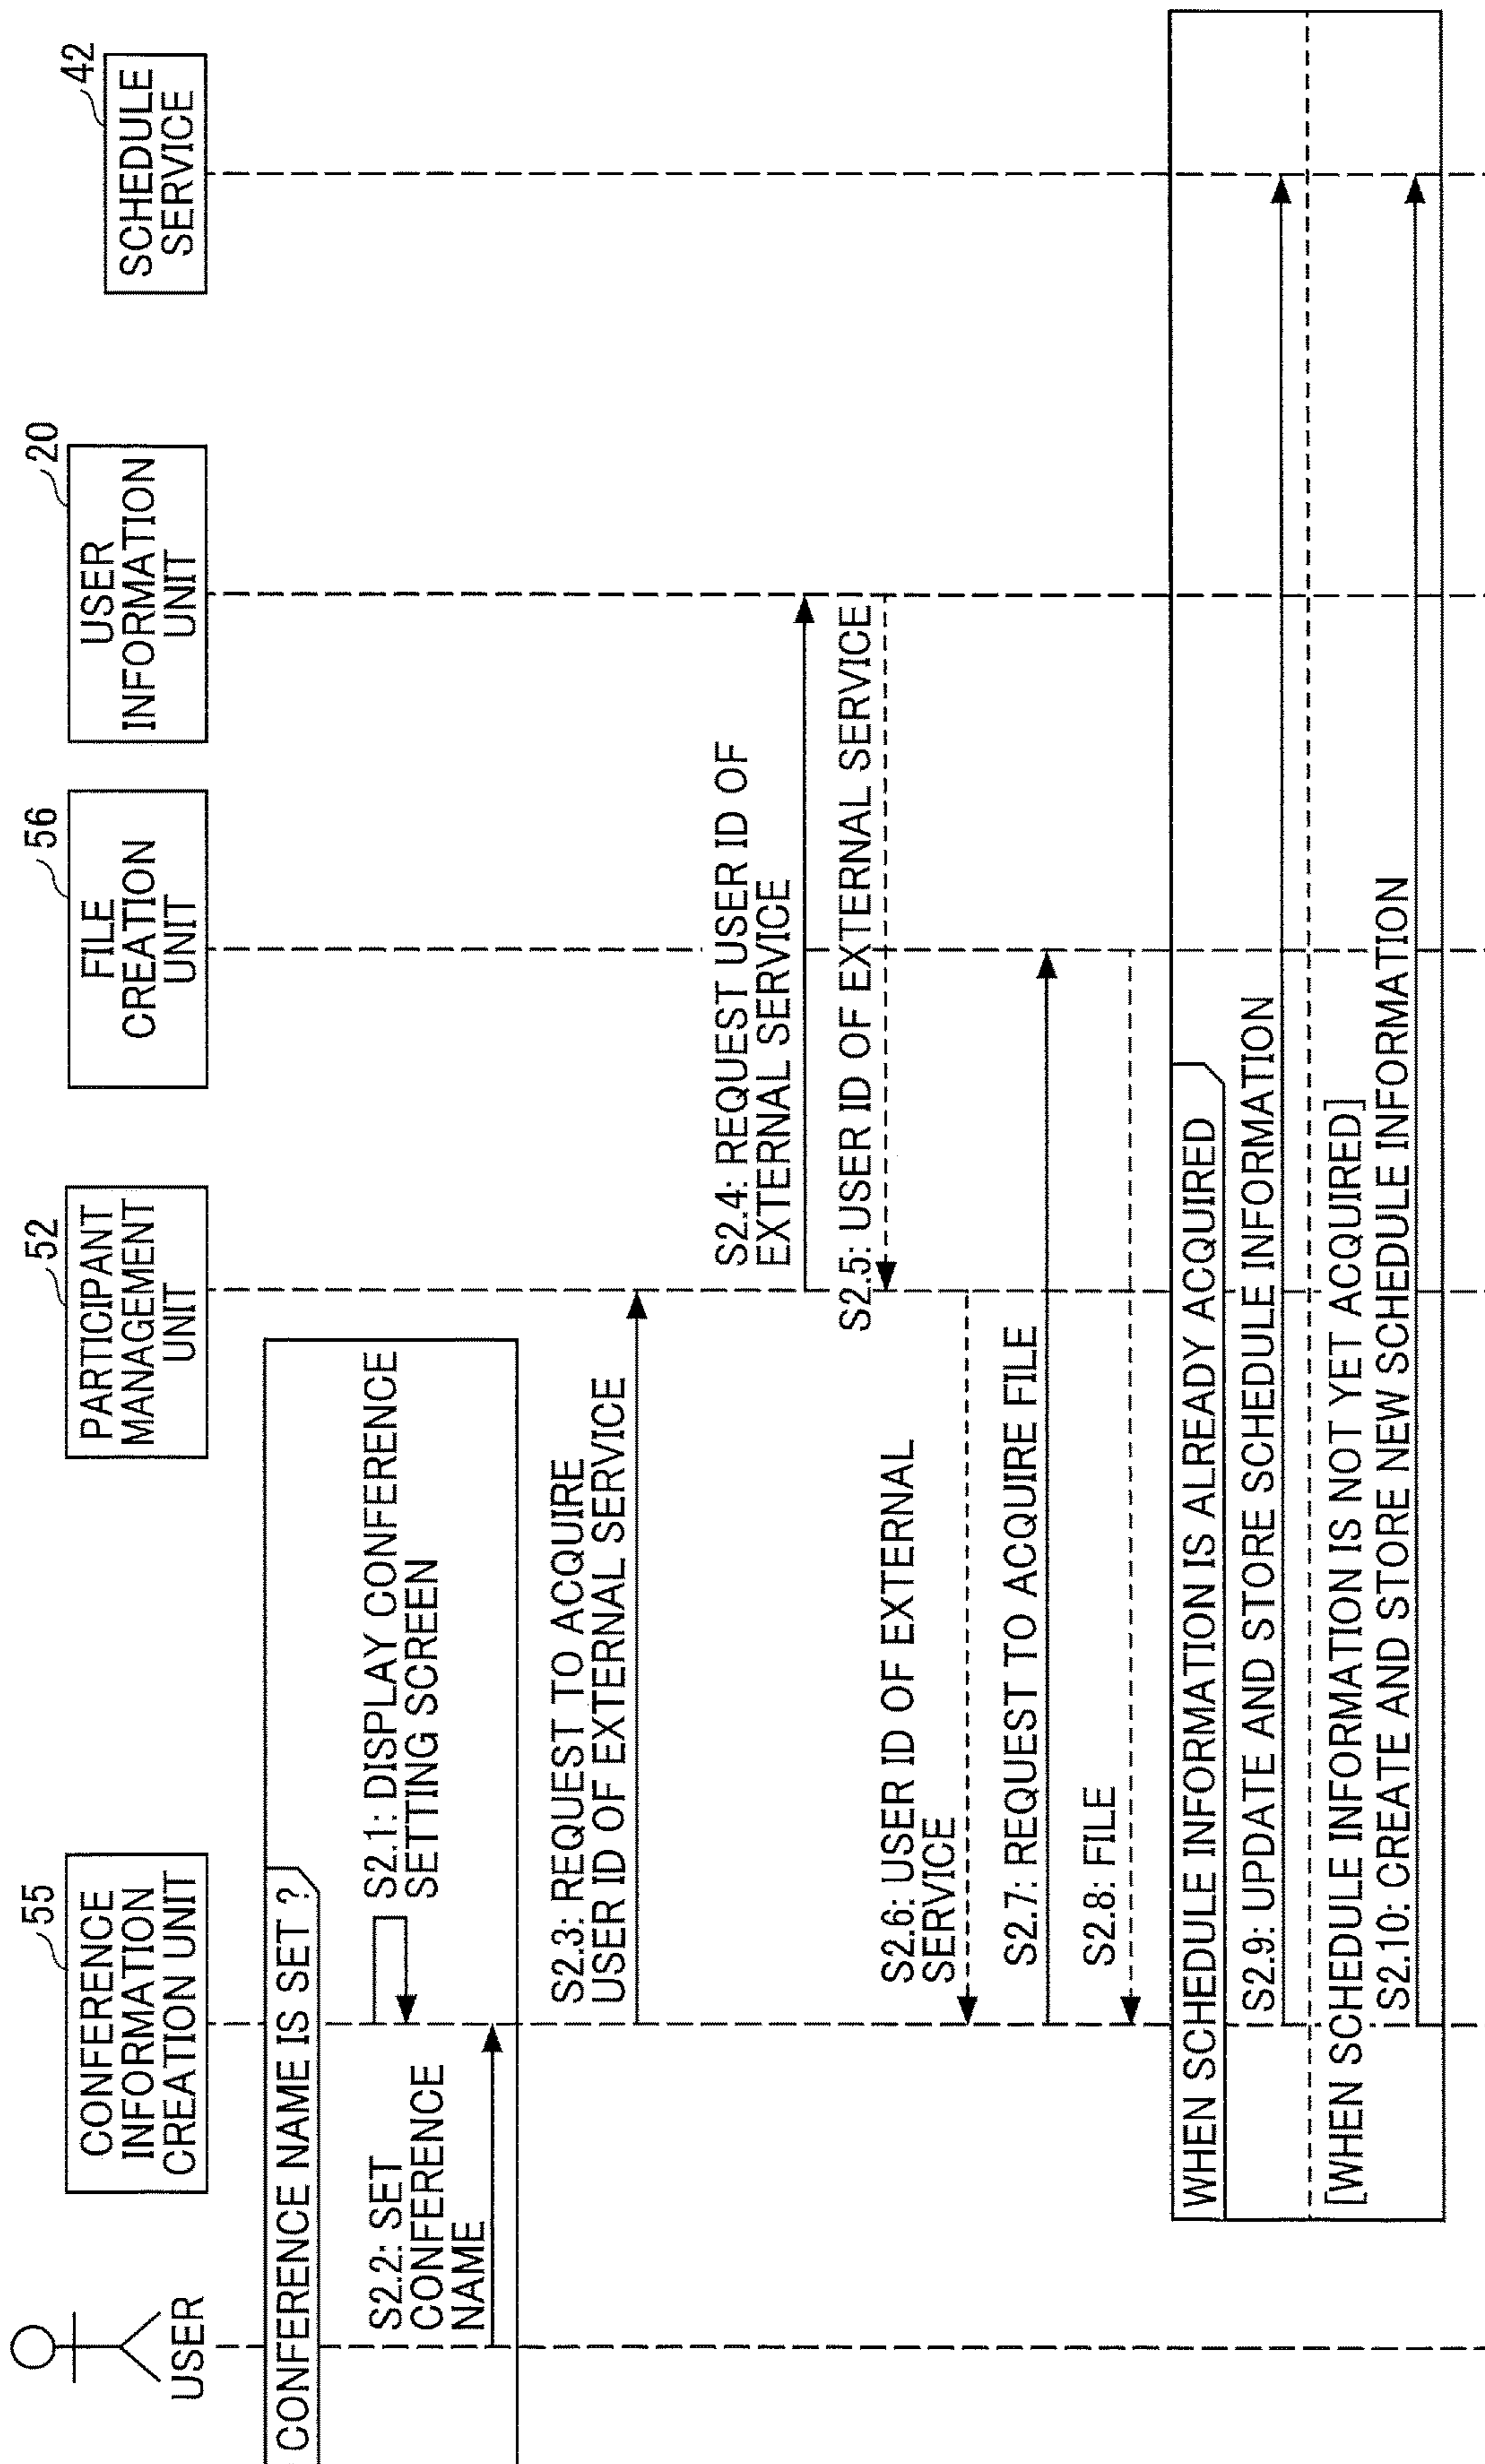 USER
CONFERENCE
INFORMATION
CREATION UNIT
55
PARTICIPANT
MANAGEMENT
UNIT
52
FILE
CREATION
UNIT
56
USER
INFORMATION
UNIT
20
SCHEDULE
SERVICE
42
CONFERENCE NAME IS SET ?
S2.1: DISPLAY CONFERENCE
SETTING SCREEN
S2.2: SET
CONFERENCE
NAME
S2.3: REQUEST TO ACQUIRE
USER ID OF EXTERNAL SERVICE
S2.4: REQUEST USER ID OF
EXTERNAL SERVICE
S2.5: USER ID OF EXTERNAL SERVICE
S2.6: USER ID OF EXTERNAL
SERVICE
S2.7: REQUEST TO ACQUIRE FILE
S2.8: FILE
WHEN SCHEDULE INFORMATION IS ALREADY ACQUIRED
S2.9: UPDATE AND STORE SCHEDULE INFORMATION
[WHEN SCHEDULE INFORMATION IS NOT YET ACQUIRED]
S2.10: CREATE AND STORE NEW SCHEDULE INFORMATION